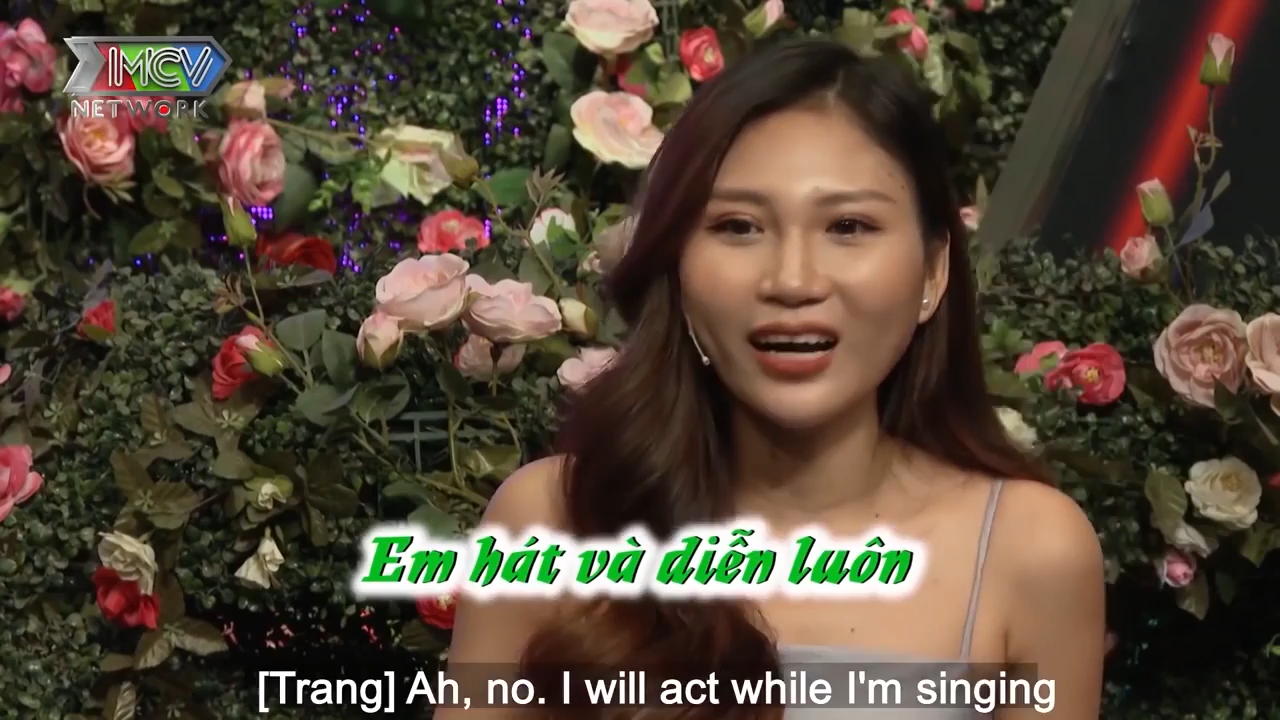 MCV
NETWORK
Em hát và diễn luôn
[Trang] Ah, no. I will act while I'm singing